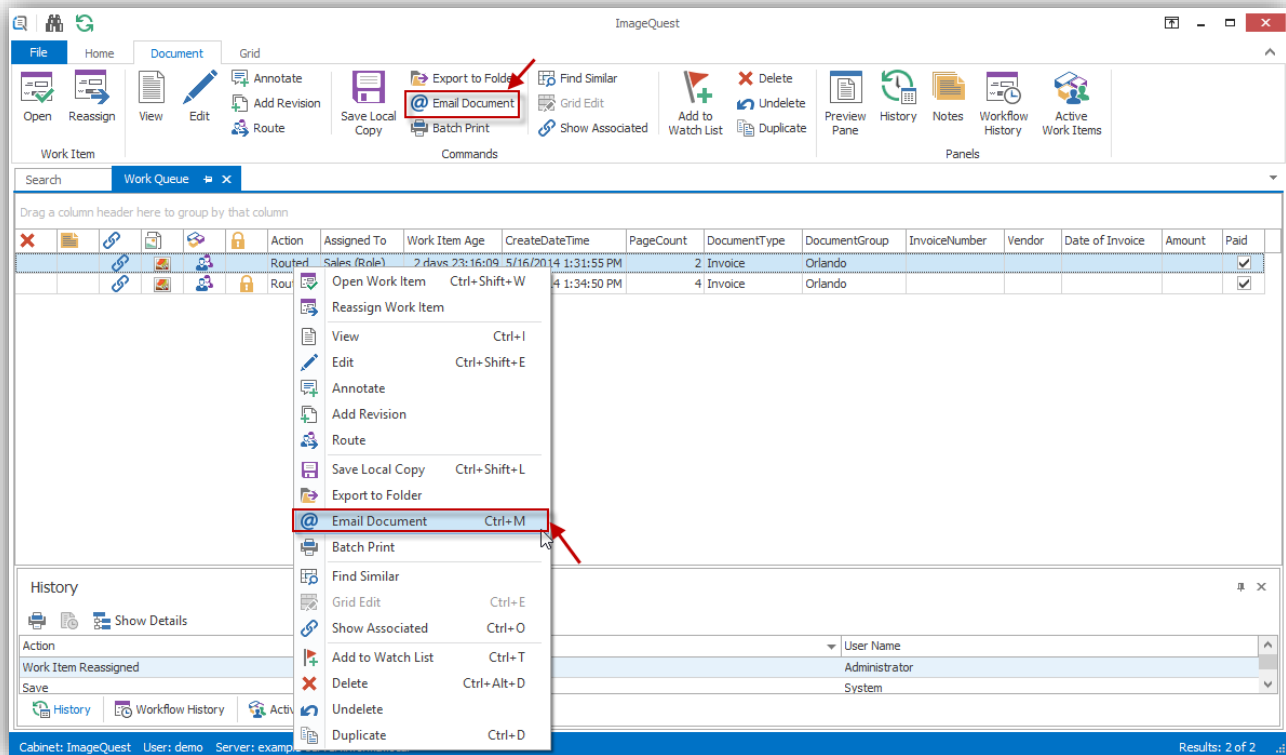 ImageQuest
File Home Document Grid
Open
Reassign
View
Edit
Annotate
Add Revision
Route
Save Local
Copy
Export to Folder
@ Email Document
Batch Print
Find Similar
Grid Edit
Show Associated
Add to
Watch List
Delete
Undelete
Duplicate
Preview
Pane
History
Notes
Workflow
History
Active
Work Items
Work Item Commands Panels
Search Work Queue
Drag a column header here to group by that column
Action Assigned To Work Item Age CreateDateTime PageCount DocumentType DocumentGroup InvoiceNumber Vendor Date of Invoice Amount Paid
Routed Sales (Role) 2 days 23:16:09 5/16/2014 1:31:55 PM 2 Invoice Orlando
4 1:34:50 PM 4 Invoice Orlando
Open Work Item Ctrl+Shift+W
Reassign Work Item
View Ctrl+I
Edit Ctrl+Shift+E
Annotate
Add Revision
Route
Save Local Copy Ctrl+Shift+L
Export to Folder
@ Email Document Ctrl+M
Batch Print
Find Similar
Grid Edit Ctrl+E
Show Associated Ctrl+O
Add to Watch List Ctrl+T
Delete Ctrl+Alt+D
Undelete
Duplicate Ctrl+D
History
Show Details
Action User Name
Work Item Reassigned Administrator
Save System
History Workflow History
Cabinet: ImageQuest User: demo Server: Results: 2 of 2